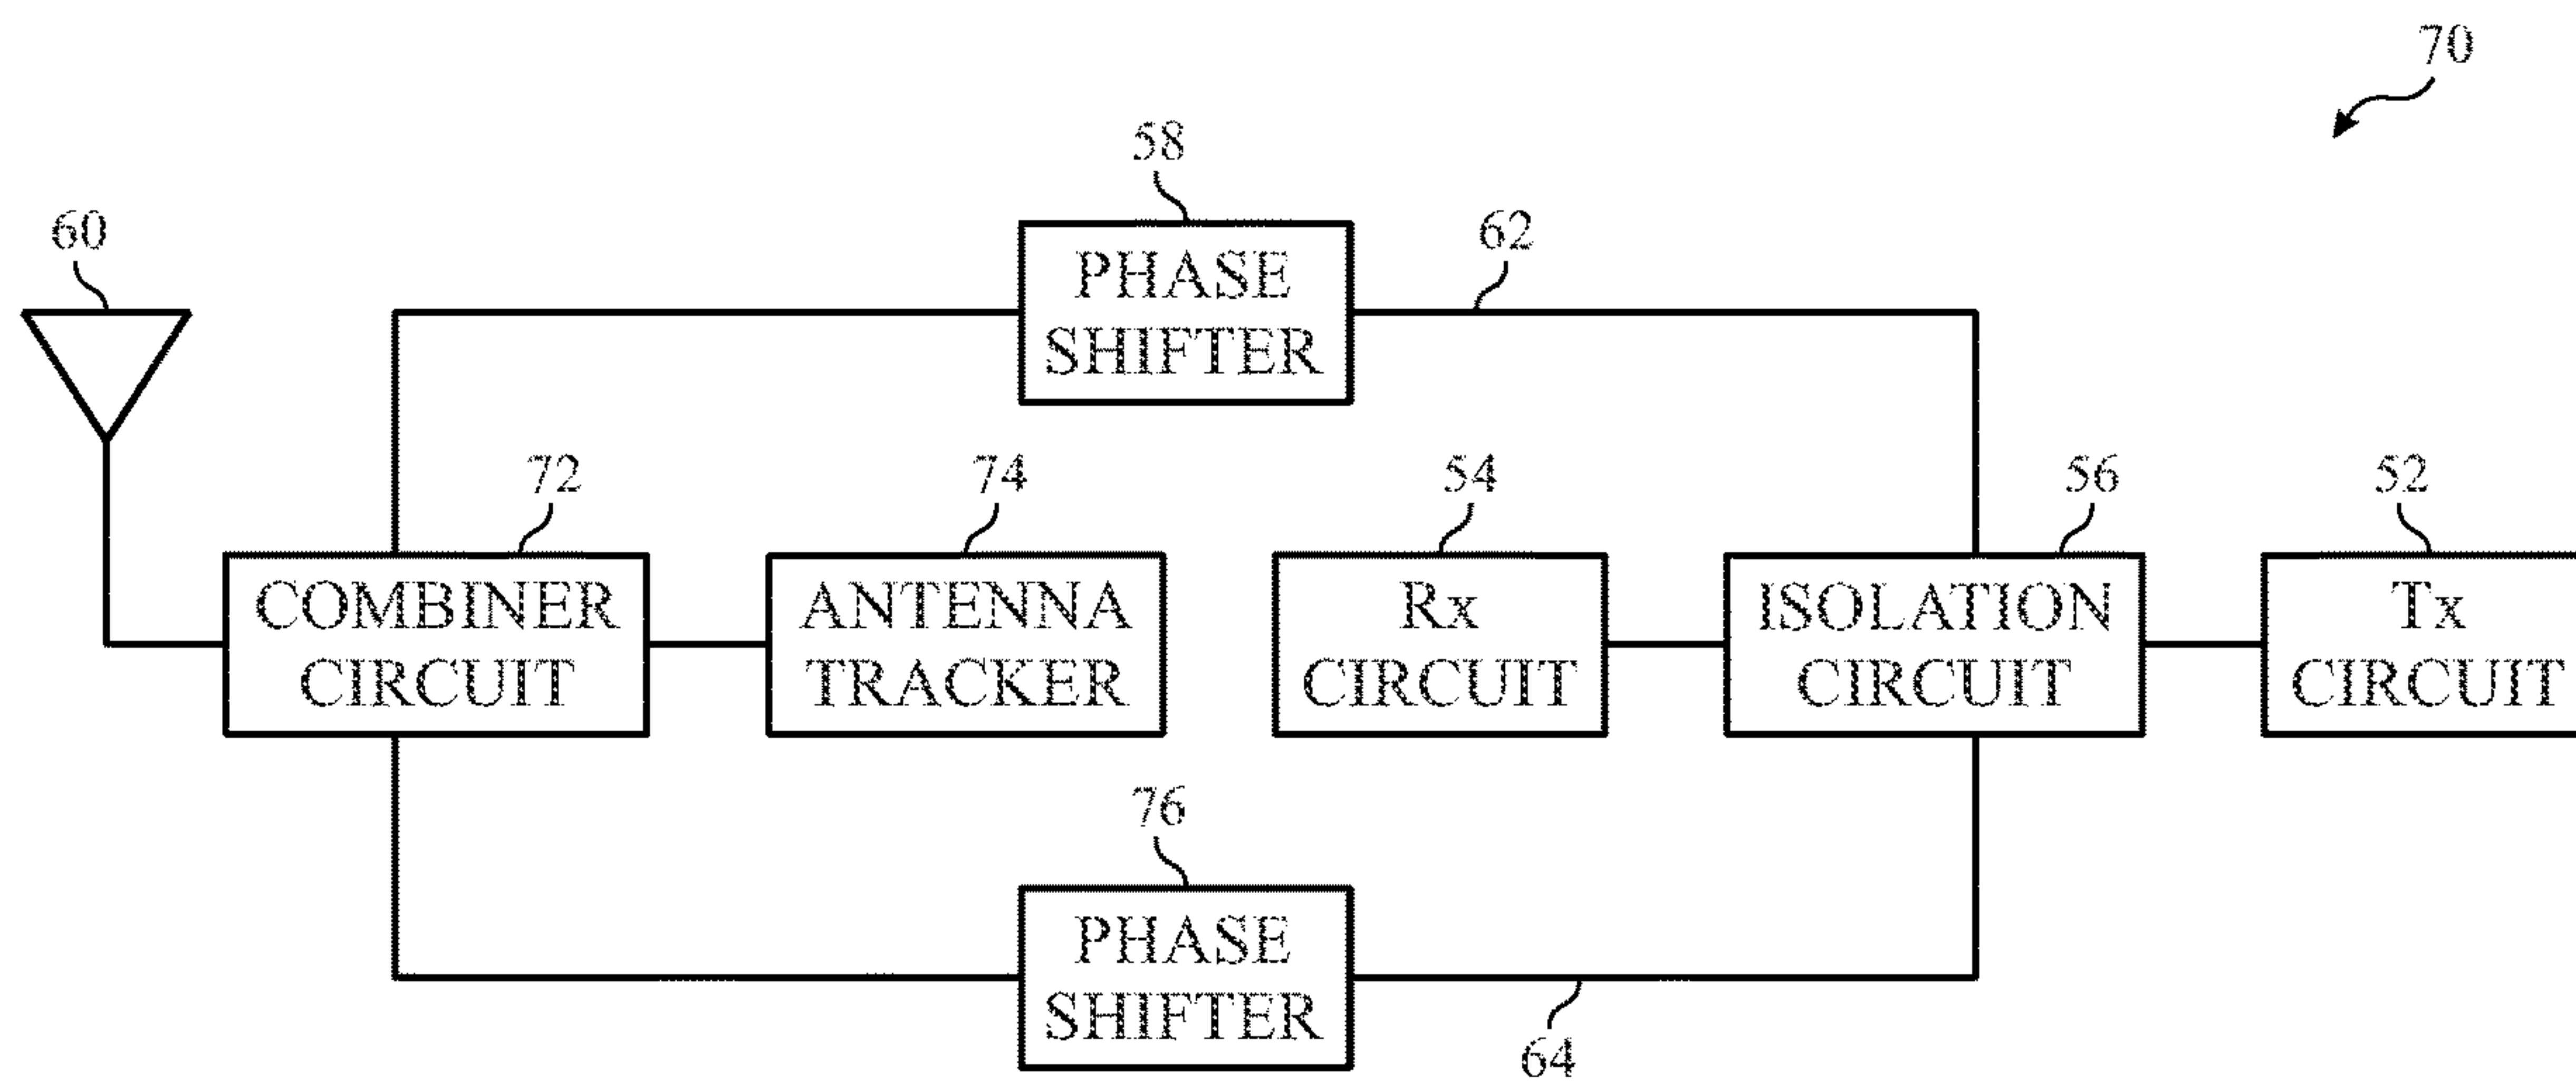 70
58
60
PHASE
SHIFTER
62
72
74
54
56
52
COMBINER
CIRCUIT
ANTENNA
TRACKER
Rx
CIRCUIT
ISOLATION
CIRCUIT
Tx
CIRCUIT
76
PHASE
SHIFTER
64